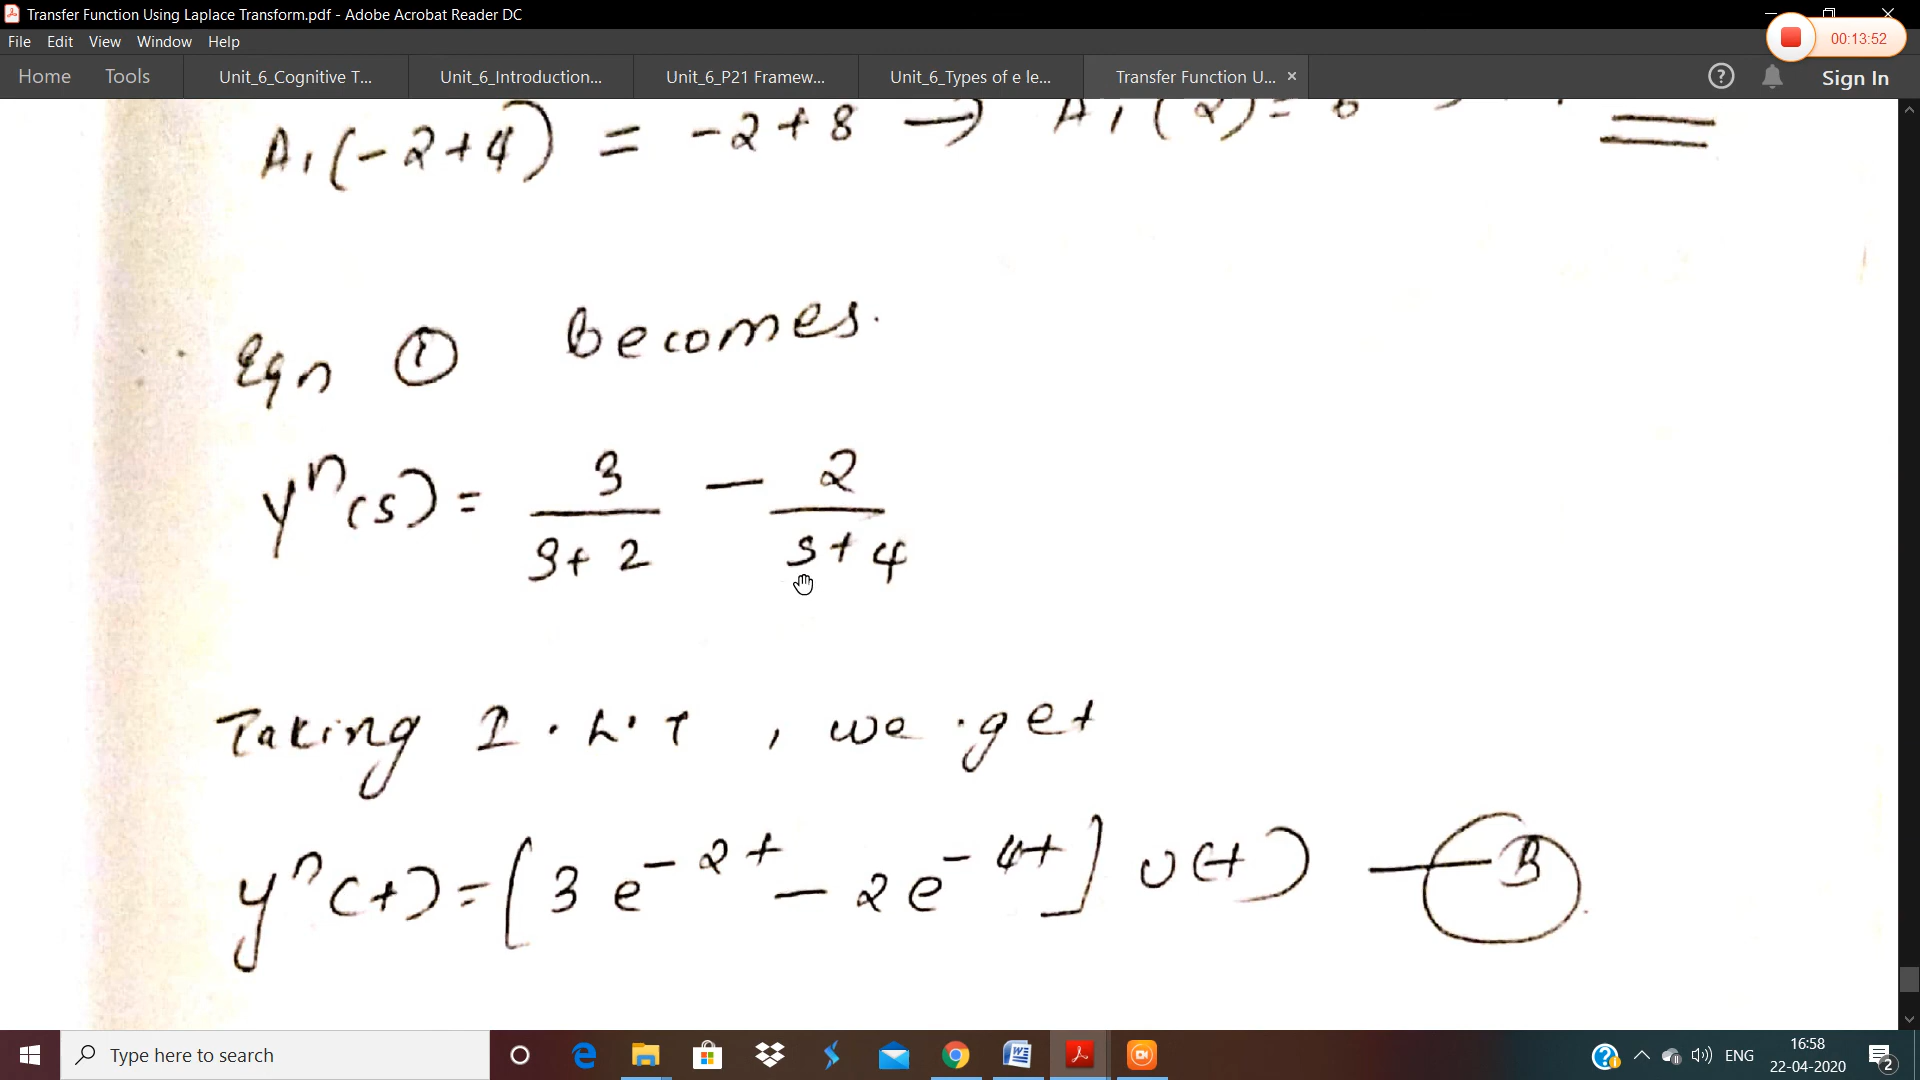 Transfer Function Using Laplace Transform.pdf - Adobe Acrobat Reader DC
File Edit View Window Help
00:13:52
Home Tools Unit_6_Cognitive T... Unit_6_Introduction... Unit_6_P21 Framew... Unit_6_Types of e le... Transfer Function U... × Sign In
A₁(-2+4) = -2+8 → A₁(2)=
Eqn ① becomes.
yⁿ(s) = 3/(s+2) - 2/(s+4)
Taking I.L.T, we get
yⁿ(t) = [3e^-2t - 2e^-4t] u(t) — B
Type here to search
ENG
16:58
22-04-2020
2